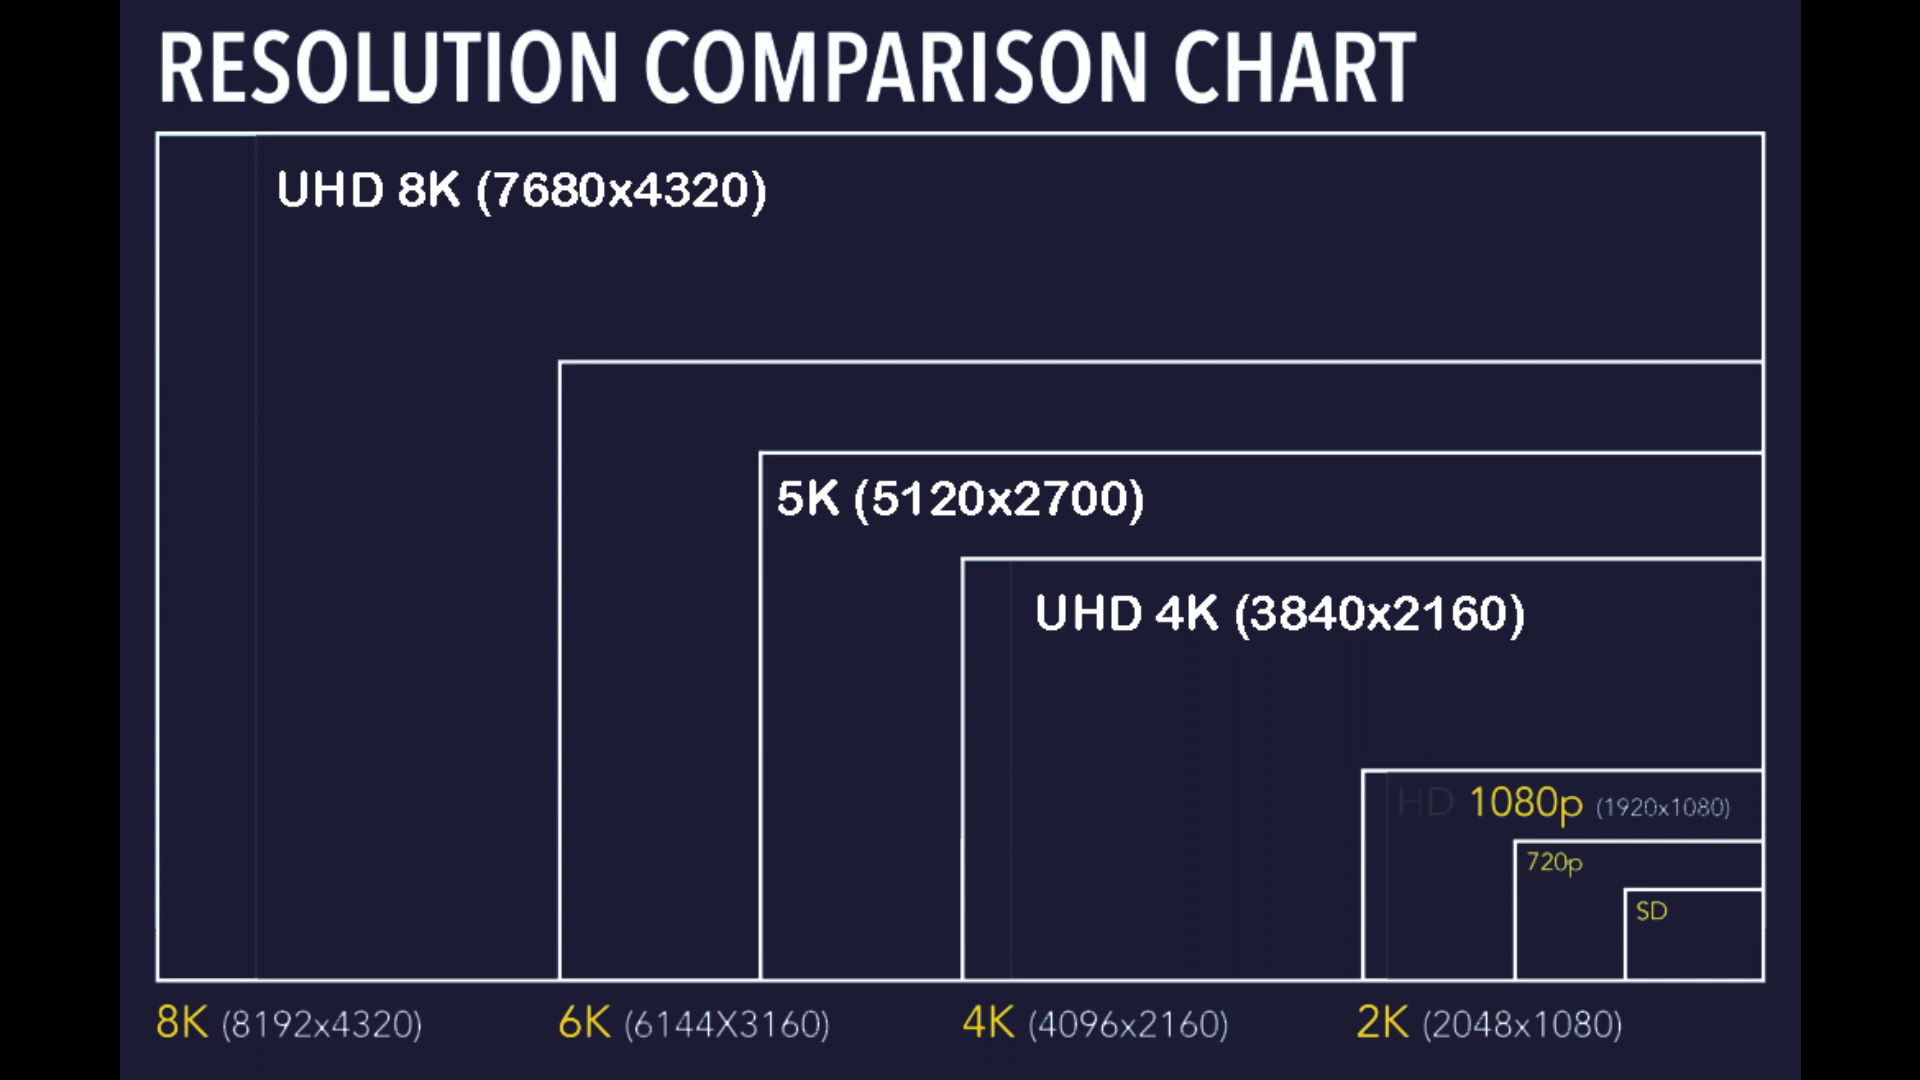 RESOLUTION COMPARISON CHART
UHD 8K (7680x4320)
5K (5120x2700)
UHD 4K (3840x2160)
HD 1080p (1920x1080)
720p
SD
8K (8192x4320)
6K (6144X3160)
4K (4096x2160)
2K (2048x1080)